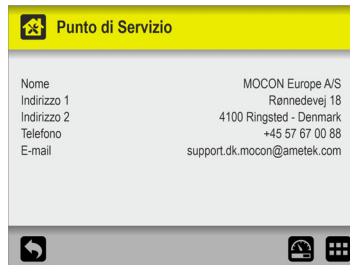 Punto di Servizio
Nome MOCON Europe A/S
Indirizzo 1 Rønnedevej 18
Indirizzo 2 4100 Ringsted - Denmark
Telefono +45 57 67 00 88
E-mail support.dk.mocon@ametek.com